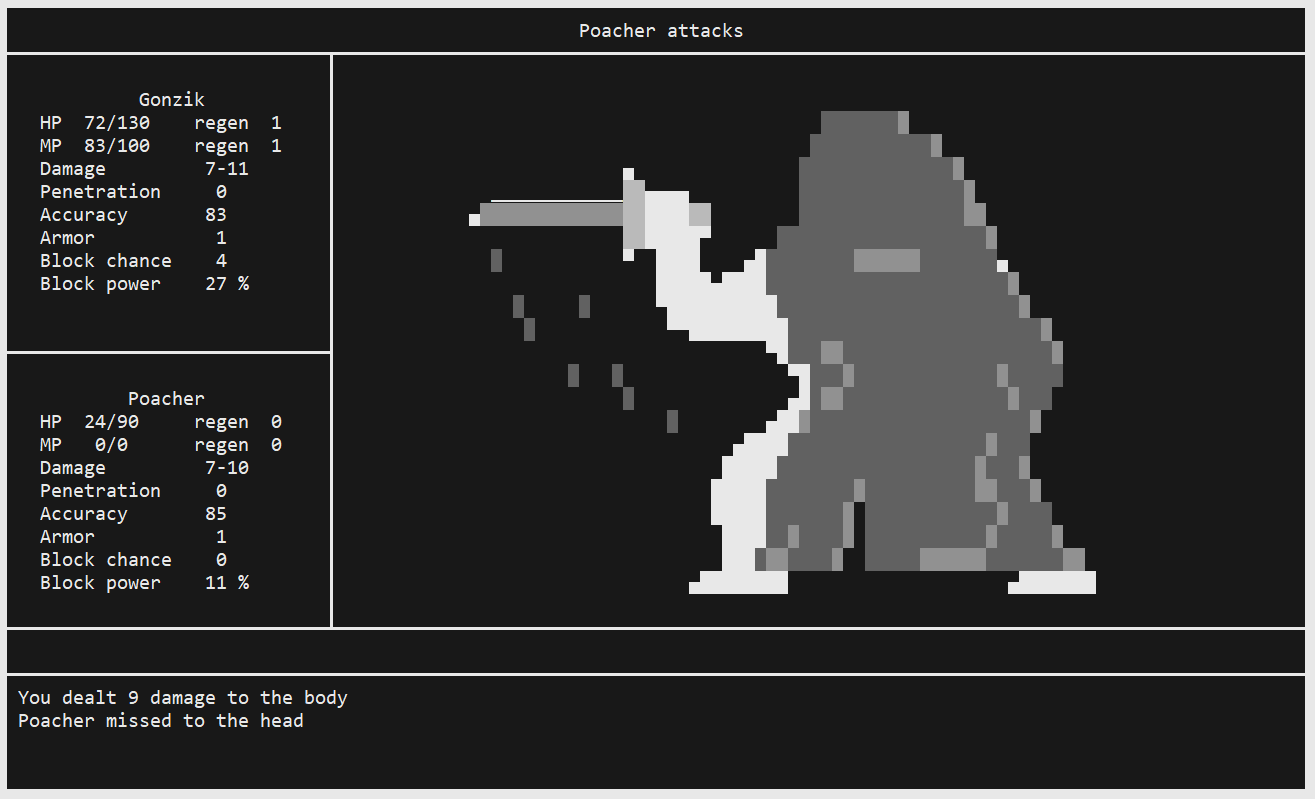 Poacher attacks
Gonzik
HP 72/130 regen 1
MP 83/100 regen 1
Damage 7-11
Penetration 0
Accuracy 83
Armor 1
Block chance 4
Block power 27 %
Poacher
HP 24/90 regen 0
MP 0/0 regen 0
Damage 7-10
Penetration 0
Accuracy 85
Armor 1
Block chance 0
Block power 11 %
You dealt 9 damage to the body
Poacher missed to the head